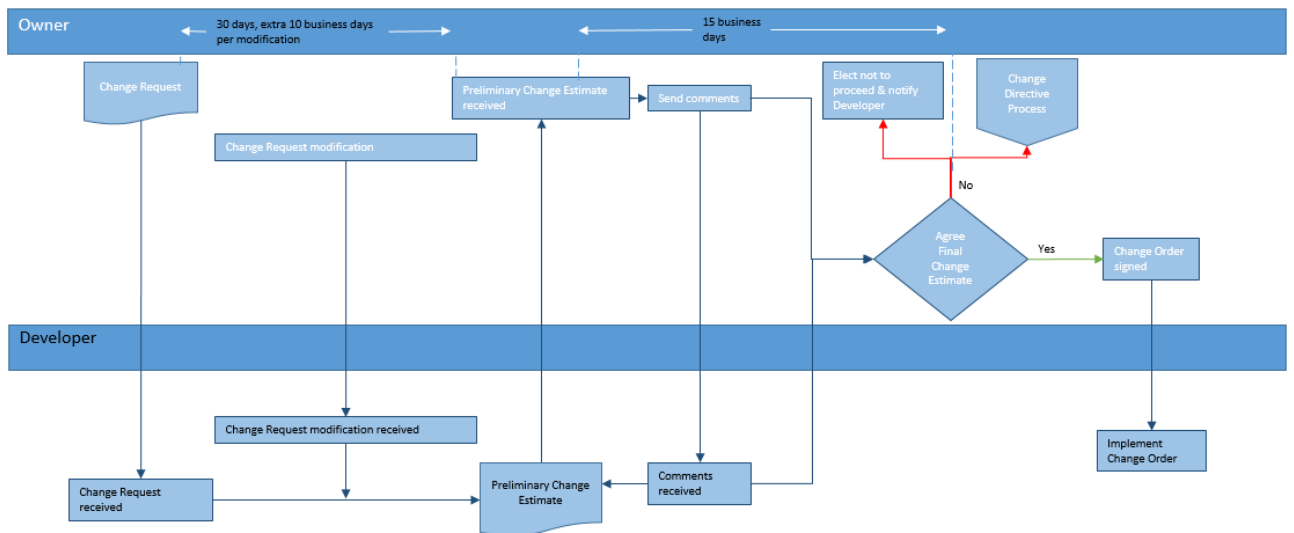 Owner
30 days, extra 10 business days
per modification
15 business
days
Change Request
Preliminary Change Estimate
received
Send comments
Elect not to
proceed & notify
Developer
Change
Directive
Process
Change Request modification
No
Agree
Final
Change
Estimate
Yes
Change Order
signed
Developer
Change Request modification received
Implement
Change Order
Change Request
received
Preliminary Change
Estimate
Comments
received